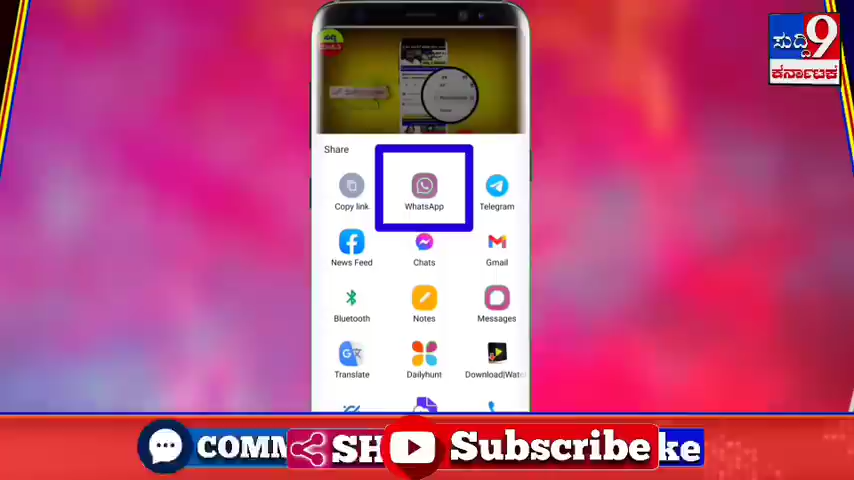 ಸುದ್ದಿ 9
ಕರ್ನಾಟಕ
Share
Copy link
WhatsApp
Telegram
News Feed
Chats
Gmail
Bluetooth
Notes
Messages
Translate
Dailyhunt
Download|Watc
COMM
SH
Subscribe
ke